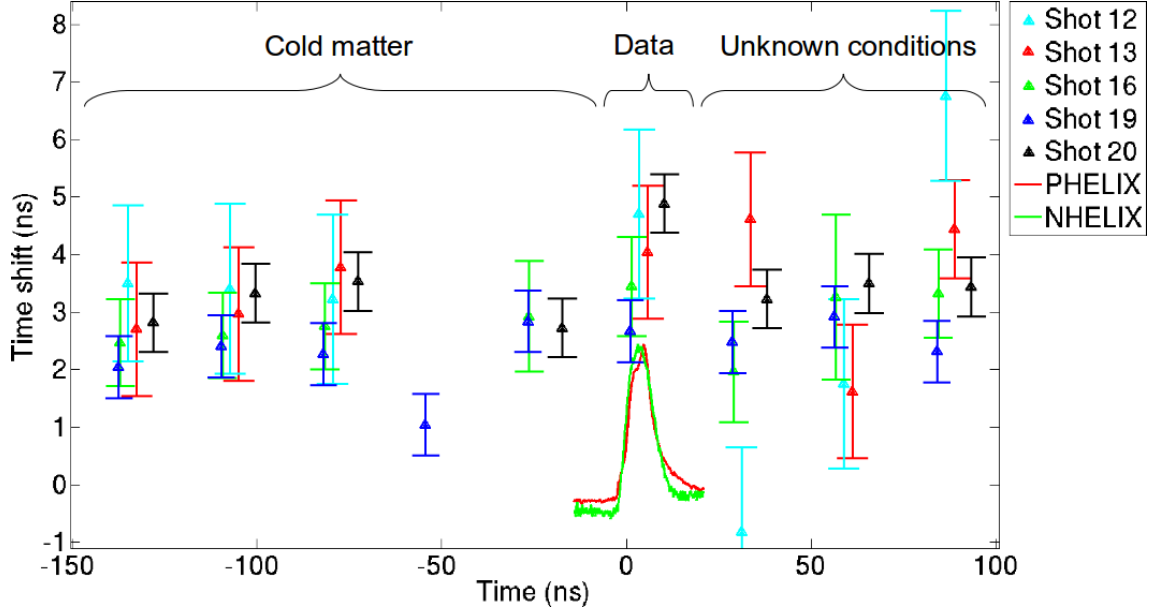 Cold matter
Data
Unknown conditions
Shot 12
Shot 13
Shot 16
Shot 19
Shot 20
PHELIX
NHELIX
Time shift (ns)
8
7
6
5
4
3
2
1
0
-1
-150
-100
-50
0
50
100
Time (ns)